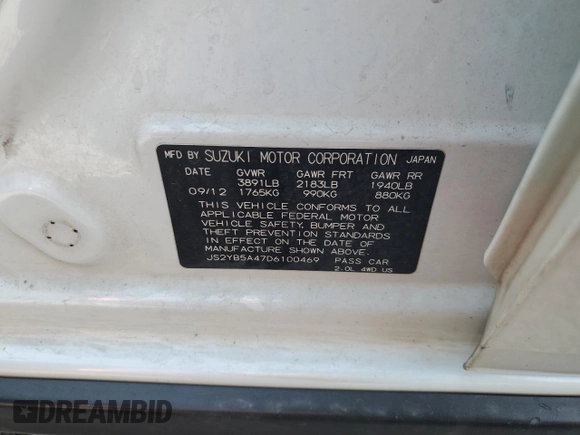 MFD BY SUZUKI MOTOR CORPORATION JAPAN
DATE GVWR GAWR FRT GAWR RR
3891LB 2183LB 1940LB
09/12 1765KG 990KG 880KG
THIS VEHICLE CONFORMS TO ALL
APPLICABLE FEDERAL MOTOR
VEHICLE SAFETY, BUMPER, AND
THEFT PREVENTION STANDARDS
IN EFFECT ON THE DATE OF
MANUFACTURE SHOWN ABOVE.
JS2YB5A47D6100469 PASS CAR
2.0L 4WD US
DREAMBID